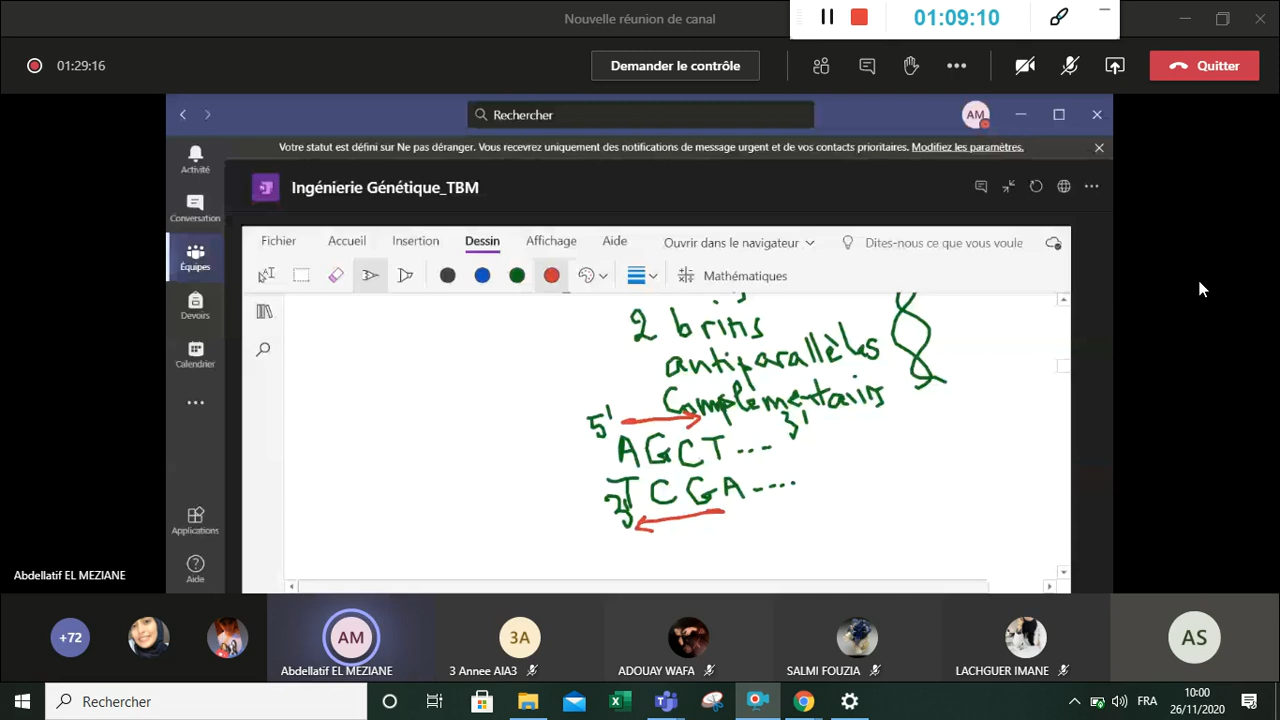 Nouvelle réunion de canal
01:09:10
01:29:16
Demander le contrôle
Quitter
Rechercher
AM
Votre statut est défini sur Ne pas déranger. Vous recevrez uniquement des notifications de message urgent et de vos contacts prioritaires. Modifiez les paramètres.
Activité
Conversation
Équipes
Devoirs
Calendrier
Applications
Aide
Ingénierie Génétique_TBM
Fichier Accueil Insertion Dessin Affichage Aide Ouvrir dans le navigateur Dites-nous ce que vous voule
Mathématiques
2 brins
antiparallèles
Complémentairs
5' 3'
AGCT...
TCGA....
3'
Abdellatif EL MEZIANE
+72
AM
Abdellatif EL MEZIANE
3A
3 Annee AIA3
ADOUAY WAFA
SALMI FOUZIA
LACHGUER IMANE
AS
Rechercher
FRA
10:00
26/11/2020